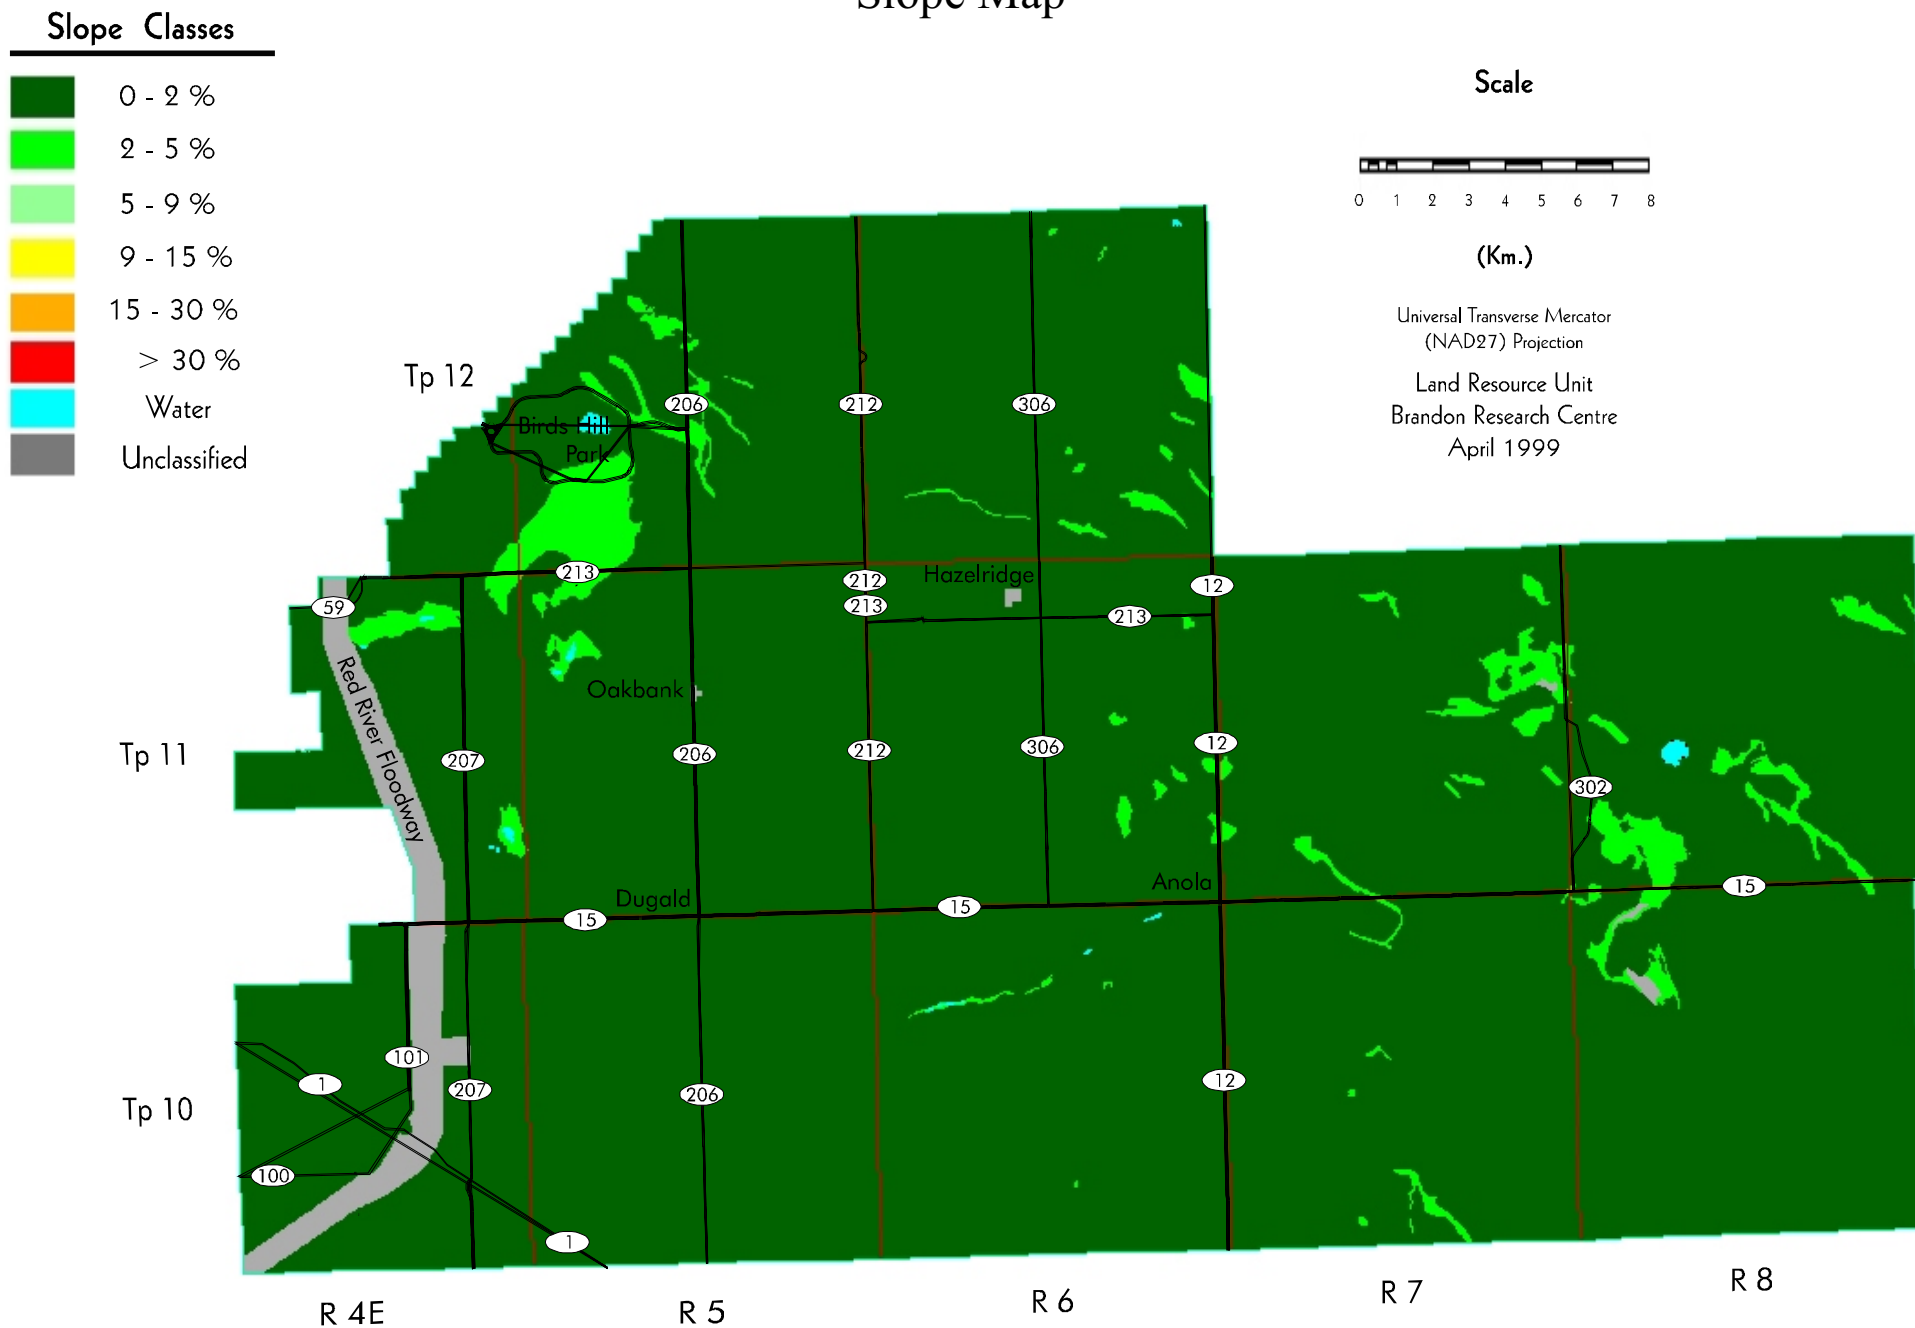 Slope Map
Slope Classes
0 - 2 %
2 - 5 %
5 - 9 %
9 - 15 %
15 - 30 %
> 30 %
Water
Unclassified
Scale
0 1 2 3 4 5 6 7 8
(Km.)
Universal Transverse Mercator
(NAD27) Projection
Land Resource Unit
Brandon Research Centre
April 1999
Tp 12
206
212
306
Birds Hill
Park
213
212
Hazelridge
12
59
213
213
Red River Floodway
Oakbank
Tp 11
207
206
212
306
12
302
Dugald
Anola
15
15
15
101
1
207
206
12
Tp 10
100
1
R 4E
R 5
R 6
R 7
R 8